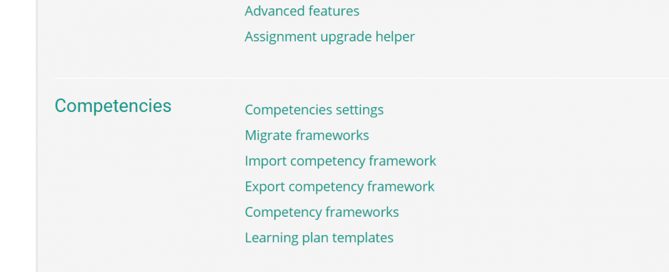 Advanced features
Assignment upgrade helper
Competencies
Competencies settings
Migrate frameworks
Import competency framework
Export competency framework
Competency frameworks
Learning plan templates